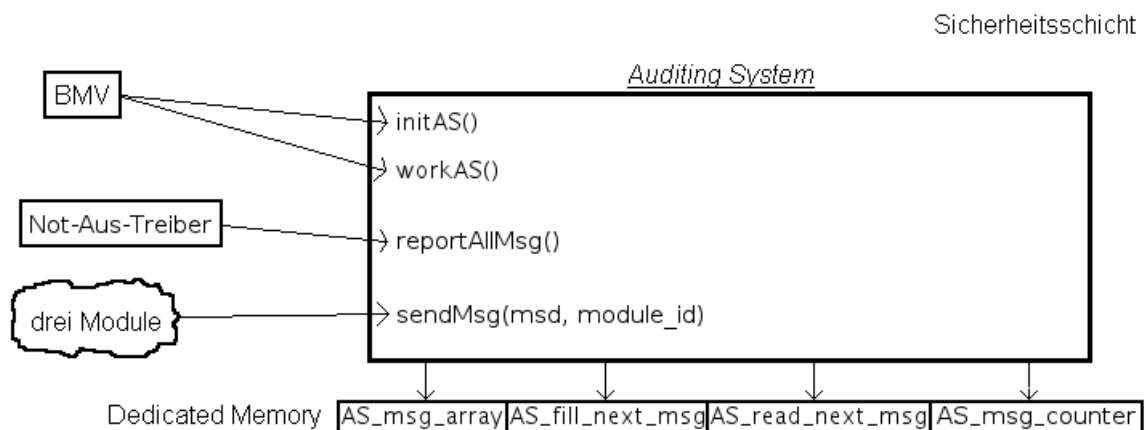 Sicherheitsschicht
Auditing System
BMV
initAS()
workAS()
Not-Aus-Treiber
reportAllMsg()
drei Module
sendMsg(msd, module_id)
Dedicated Memory AS_msg_array AS_fill_next_msg AS_read_next_msg AS_msg_counter